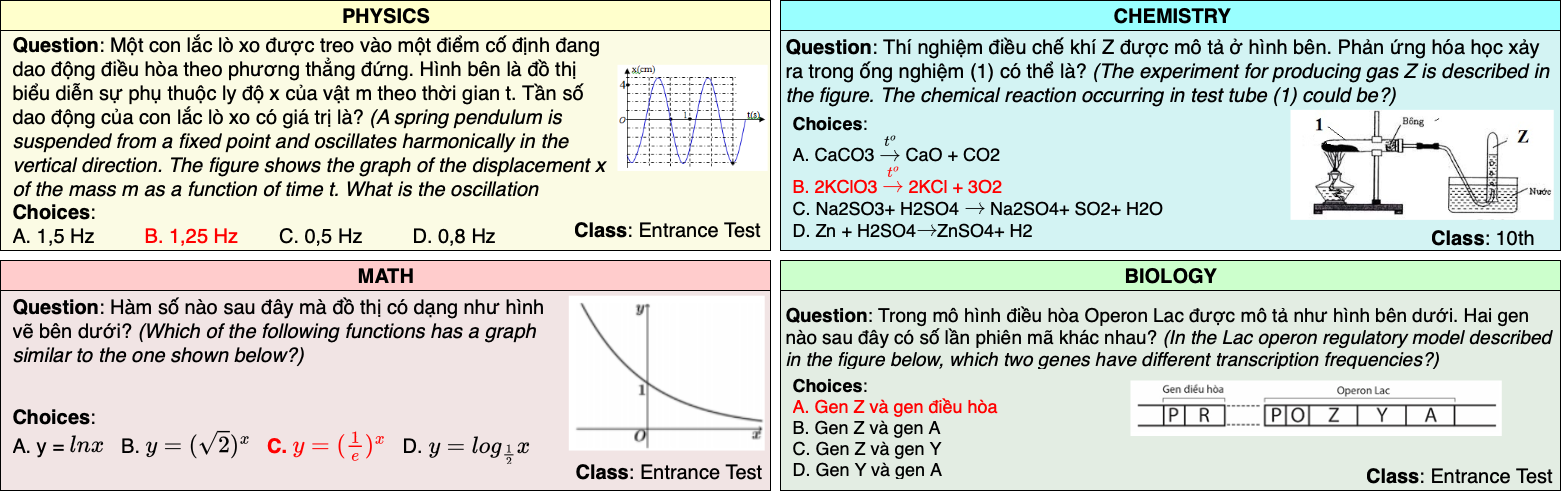 PHYSICS
Question: Một con lắc lò xo được treo vào một điểm cố định đang
dao động điều hòa theo phương thẳng đứng. Hình bên là đồ thị
biểu diễn sự phụ thuộc ly độ x của vật m theo thời gian t. Tần số
dao động của con lắc lò xo có giá trị là? (A spring pendulum is
suspended from a fixed point and oscillates harmonically in the
vertical direction. The figure shows the graph of the displacement x
of the mass m as a function of time t. What is the oscillation
x(cm)
4
O
1
t(s)
Choices:
A. 1,5 Hz B. 1,25 Hz C. 0,5 Hz D. 0,8 Hz
Class: Entrance Test
CHEMISTRY
Question: Thí nghiệm điều chế khí Z được mô tả ở hình bên. Phản ứng hóa học xảy
ra trong ống nghiệm (1) có thể là? (The experiment for producing gas Z is described in
the figure. The chemical reaction occurring in test tube (1) could be?)
Choices:
A. CaCO3 →^{t^o} CaO + CO2
B. 2KClO3 →^{t^o} 2KCl + 3O2
C. Na2SO3+ H2SO4 → Na2SO4+ SO2+ H2O
D. Zn + H2SO4→ZnSO4+ H2
1
Bông
Z
Nước
Class: 10th
MATH
Question: Hàm số nào sau đây mà đồ thị có dạng như hình
vẽ bên dưới? (Which of the following functions has a graph
similar to the one shown below?)
Choices:
A. y = lnx B. y = (√2)^x C. y = (1/e)^x D. y = log_{1/2} x
y
1
O
x
Class: Entrance Test
BIOLOGY
Question: Trong mô hình điều hòa Operon Lac được mô tả như hình bên dưới. Hai gen
nào sau đây có số lần phiên mã khác nhau? (In the Lac operon regulatory model described
in the figure below, which two genes have different transcription frequencies?)
Choices:
A. Gen Z và gen điều hòa
B. Gen Z và gen A
C. Gen Z và gen Y
D. Gen Y và gen A
Gen điều hòa Operon Lac
P R P O Z Y A
Class: Entrance Test